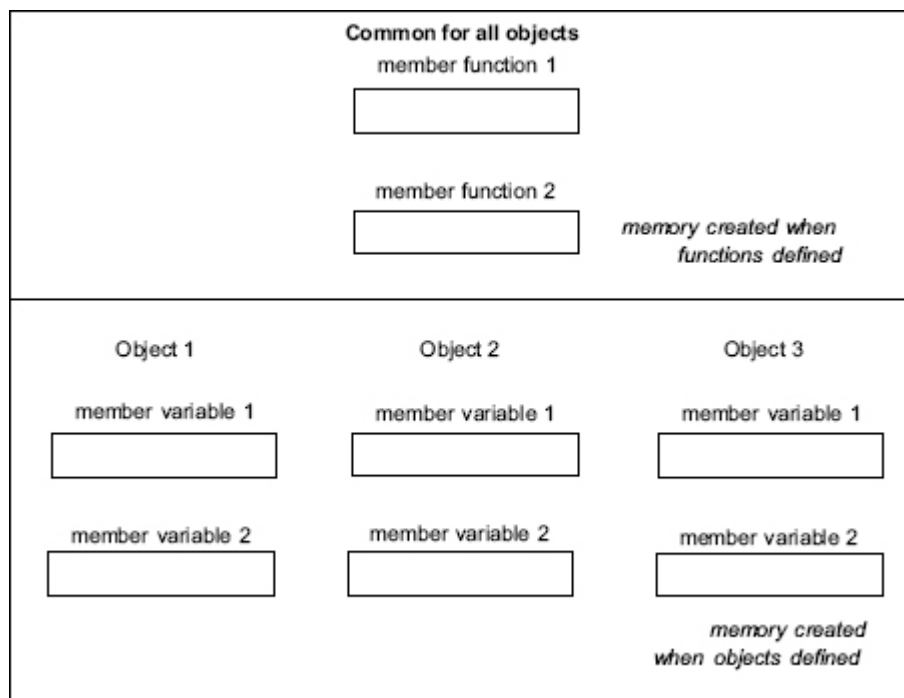 Common for all objects
member function 1
member function 2
memory created when
functions defined
Object 1
Object 2
Object 3
member variable 1
member variable 1
member variable 1
member variable 2
member variable 2
member variable 2
memory created
when objects defined